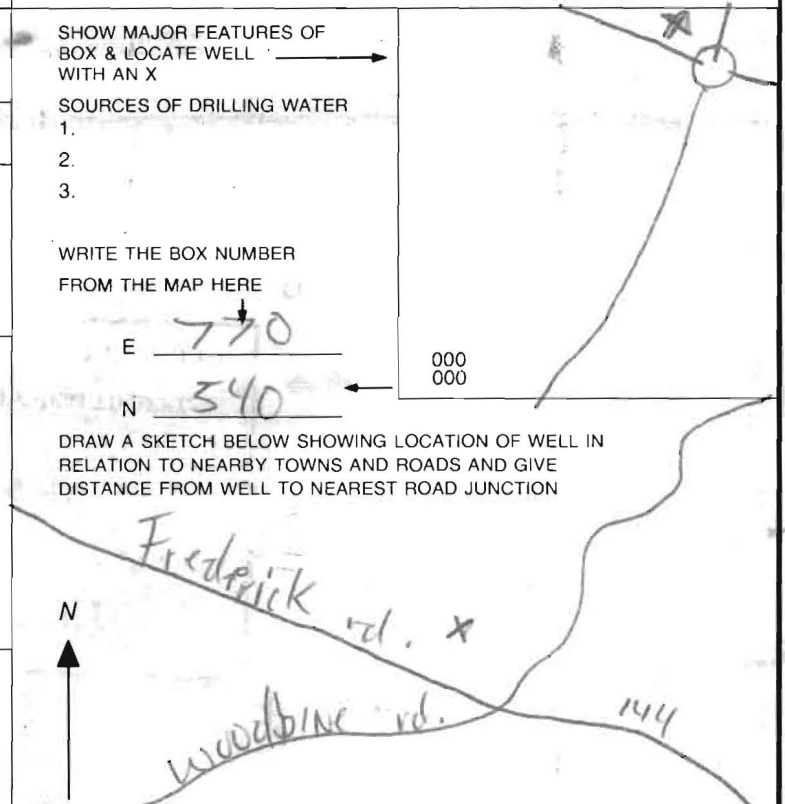 SHOW MAJOR FEATURES OF
BOX & LOCATE WELL
WITH AN X
SOURCES OF DRILLING WATER
1.
2.
3.
WRITE THE BOX NUMBER
FROM THE MAP HERE
E 770
N 540
000
000
DRAW A SKETCH BELOW SHOWING LOCATION OF WELL IN
RELATION TO NEARBY TOWNS AND ROADS AND GIVE
DISTANCE FROM WELL TO NEAREST ROAD JUNCTION
Frederick rd. X
N
Woodbine rd.
144